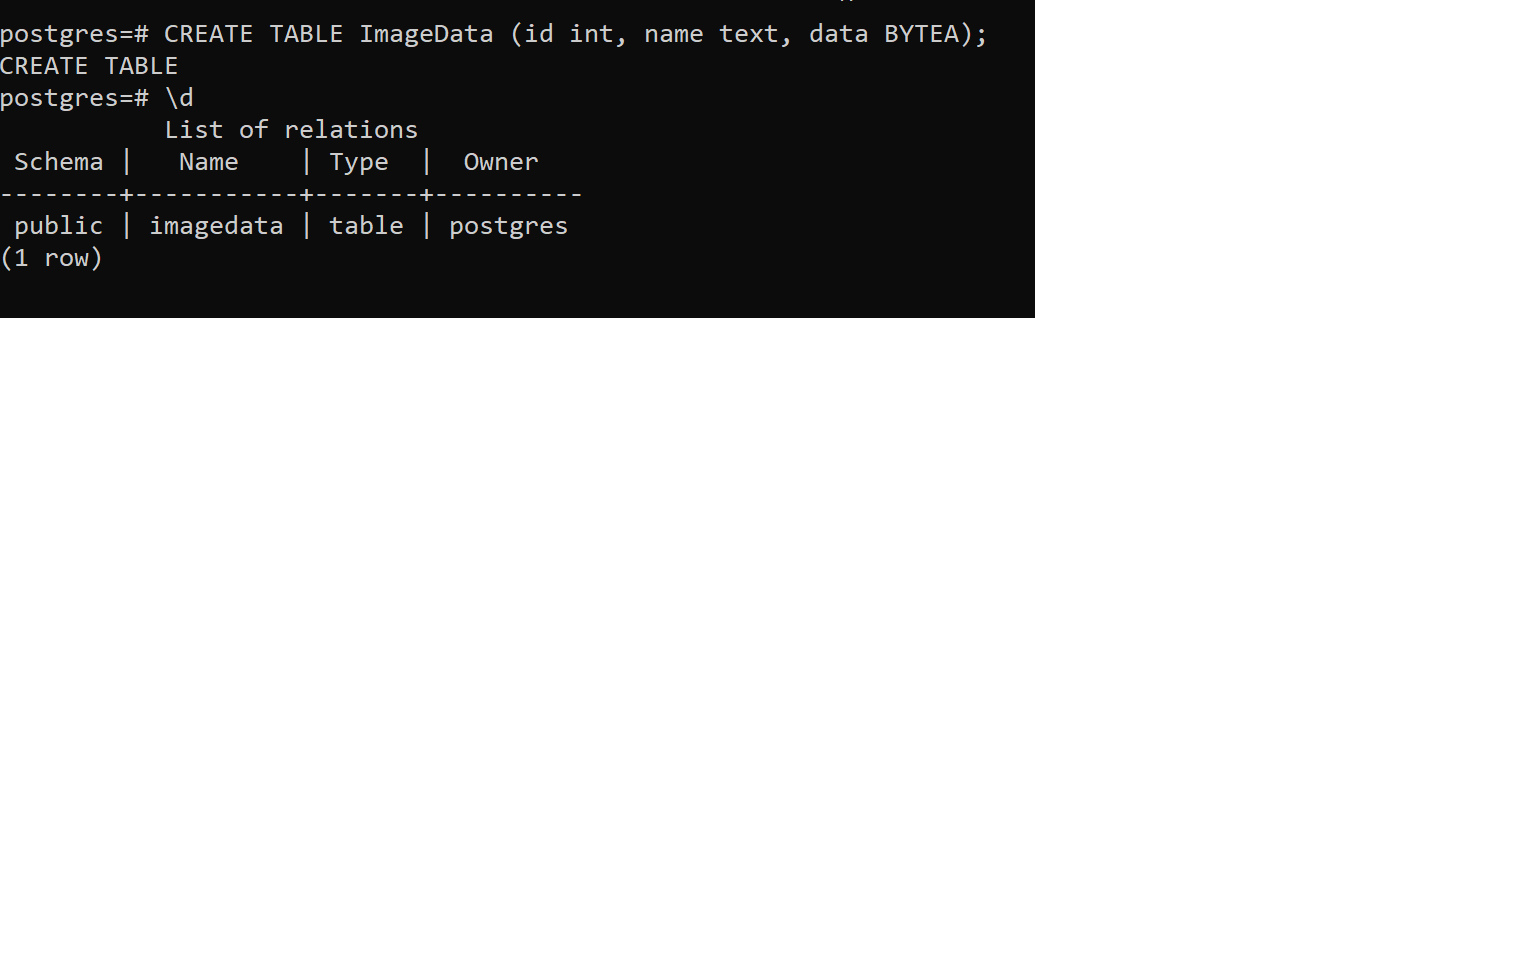 postgres=# CREATE TABLE ImageData (id int, name text, data BYTEA);
CREATE TABLE
postgres=# \d
           List of relations
 Schema |   Name    | Type  |  Owner
--------+-----------+-------+----------
 public | imagedata | table | postgres
(1 row)